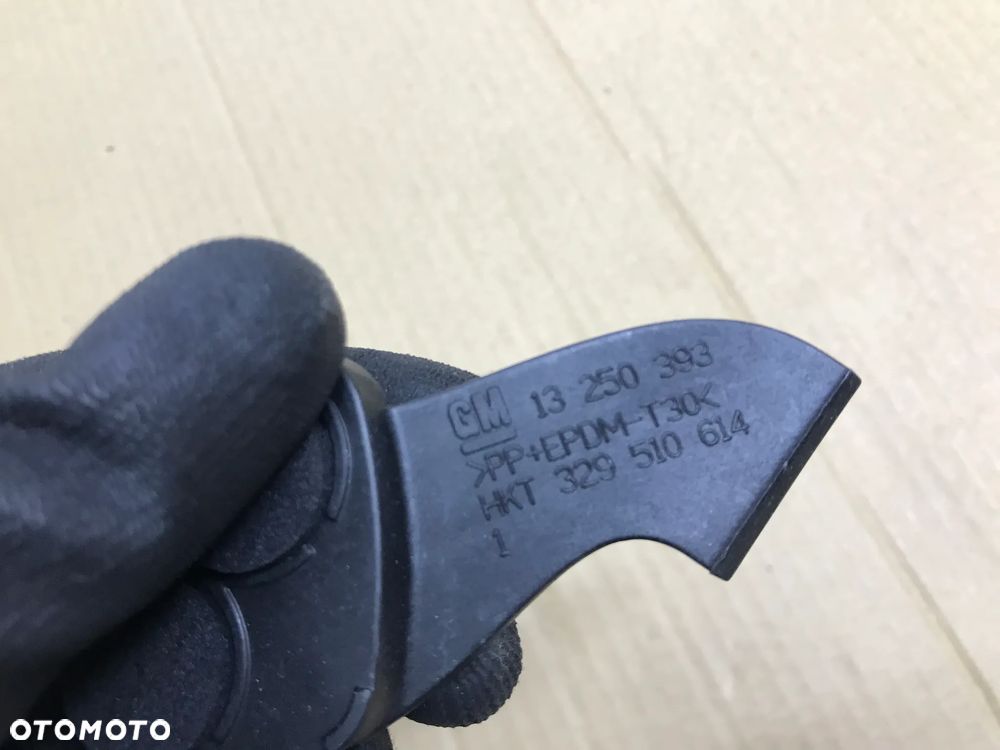 GM 13 250 393
>PP+EPDM-T30<
HKT 329 510 614
1
OTOMOTO